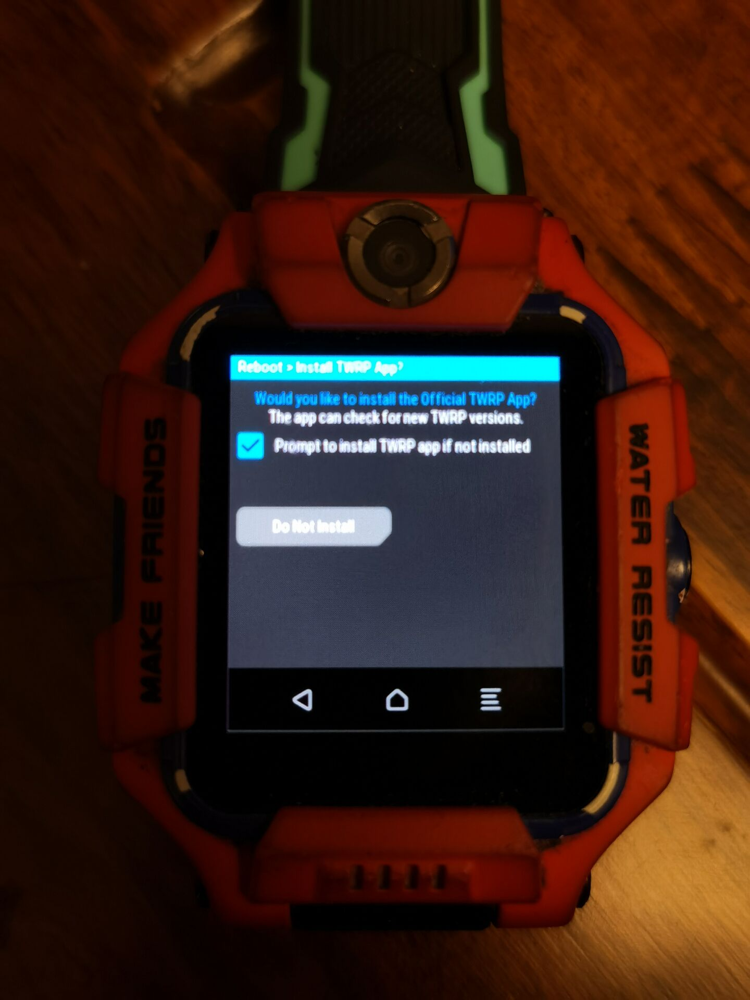 Reboot > Install TWRP App?
Would you like to install the Official TWRP App?
The app can check for new TWRP versions.
Prompt to install TWRP app if not installed
Do Not Install
MAKE FRIENDS
WATER RESIST